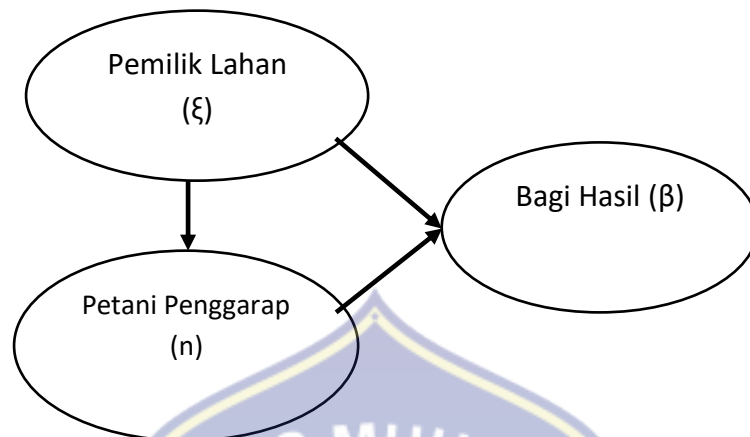 Pemilik Lahan
(ξ)
Bagi Hasil (β)
Petani Penggarap
(n)